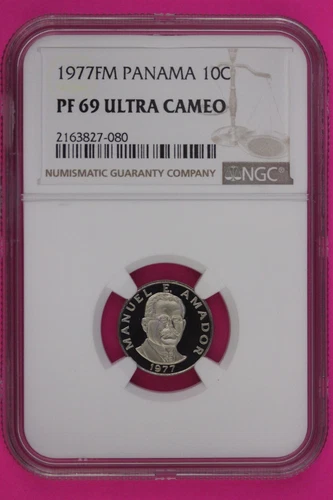 1977FM PANAMA 10C
PF 69 ULTRA CAMEO
2163827-080
NUMISMATIC GUARANTY COMPANY
NGC
MANUEL E. AMADOR
1977